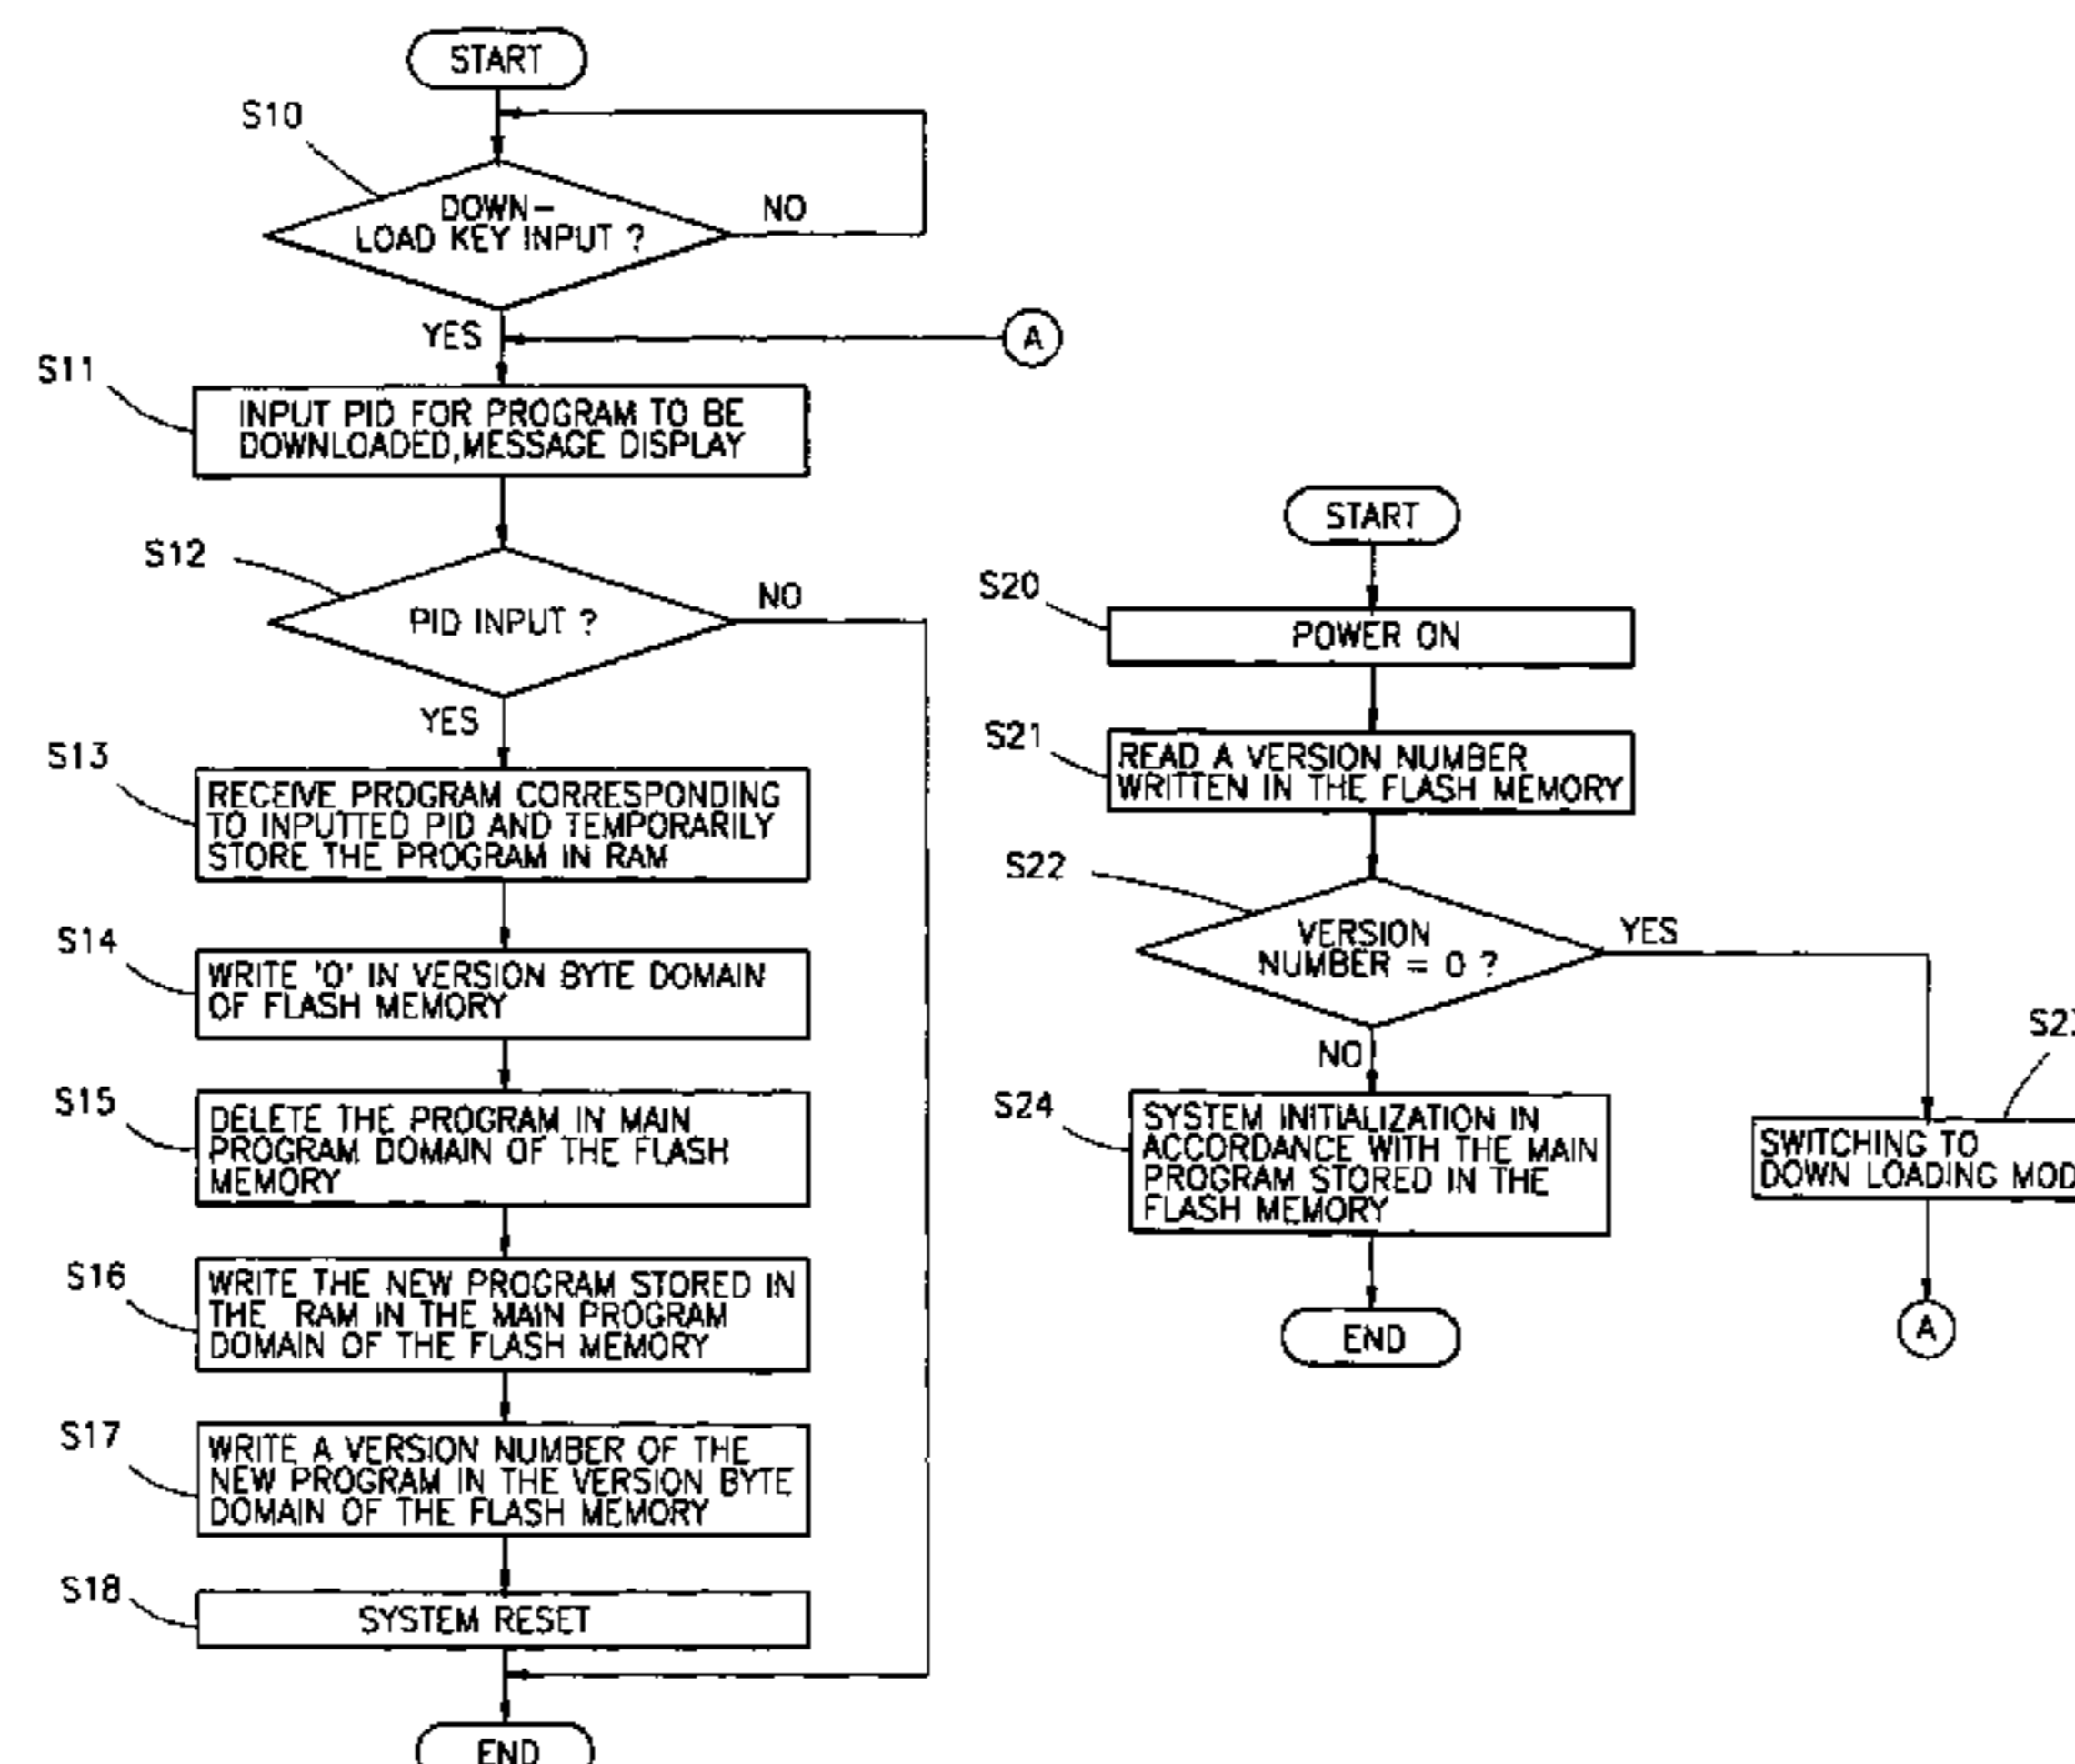 START
S10
DOWN-
LOAD KEY INPUT ?
NO
YES
A
S11
INPUT PID FOR PROGRAM TO BE
DOWNLOADED,MESSAGE DISPLAY
S12
PID INPUT ?
NO
YES
S13
RECEIVE PROGRAM CORRESPONDING
TO INPUTTED PID AND TEMPORARILY
STORE THE PROGRAM IN RAM
S14
WRITE '0' IN VERSION BYTE DOMAIN
OF FLASH MEMORY
S15
DELETE THE PROGRAM IN MAIN
PROGRAM DOMAIN OF THE FLASH
MEMORY
S16
WRITE THE NEW PROGRAM STORED IN
THE RAM IN THE MAIN PROGRAM
DOMAIN OF THE FLASH MEMORY
S17
WRITE A VERSION NUMBER OF THE
NEW PROGRAM IN THE VERSION BYTE
DOMAIN OF THE FLASH MEMORY
S18
SYSTEM RESET
END
START
S20
POWER ON
S21
READ A VERSION NUMBER
WRITTEN IN THE FLASH MEMORY
S22
VERSION
NUMBER = 0 ?
YES
NO
S24
SYSTEM INITIALIZATION IN
ACCORDANCE WITH THE MAIN
PROGRAM STORED IN THE
FLASH MEMORY
END
SWITCHING TO
DOWN LOADING
A